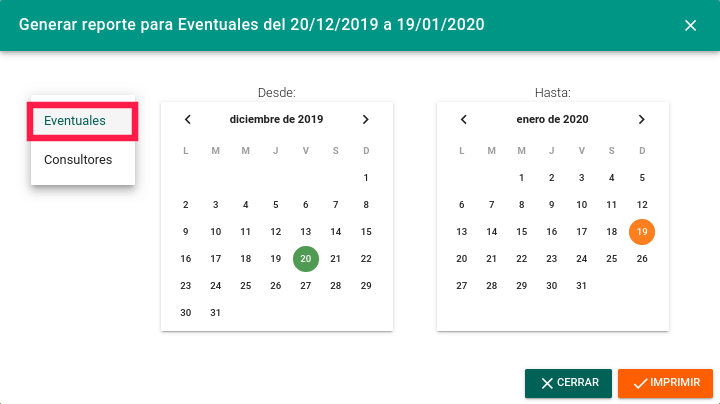 Generar reporte para Eventuales del 20/12/2019 a 19/01/2020
Eventuales
Consultores
Desde:
diciembre de 2019
L M M J V S D
1
2 3 4 5 6 7 8
9 10 11 12 13 14 15
16 17 18 19 20 21 22
23 24 25 26 27 28 29
30 31
Hasta:
enero de 2020
L M M J V S D
1 2 3 4 5
6 7 8 9 10 11 12
13 14 15 16 17 18 19
20 21 22 23 24 25 26
27 28 29 30 31
CERRAR
IMPRIMIR